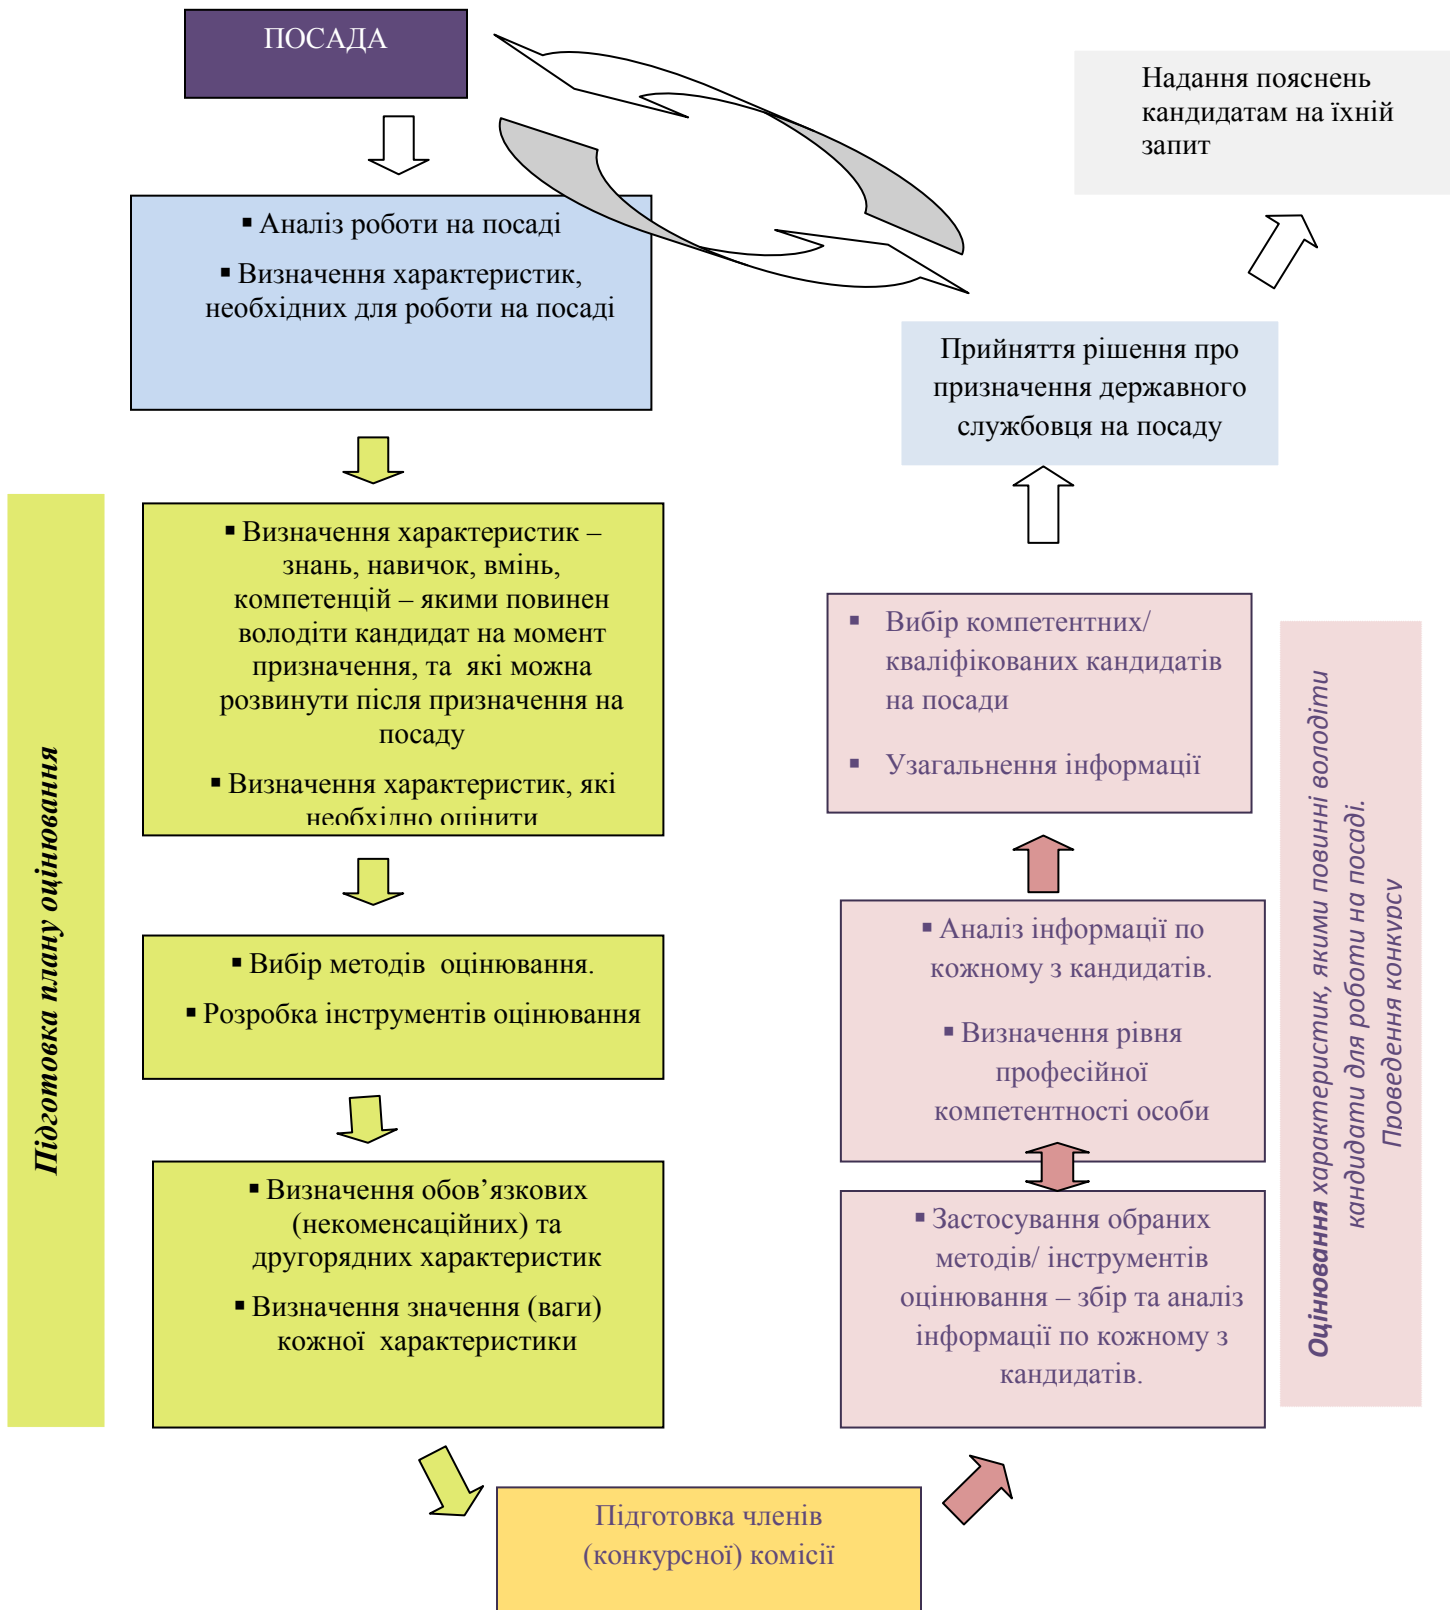 ПОСАДА
▪ Аналіз роботи на посаді
▪ Визначення характеристик,
необхідних для роботи на посаді
Підготовка плану оцінювання
▪ Визначення характеристик –
знань, навичок, вмінь,
компетенцій – якими повинен
володіти кандидат на момент
призначення, та які можна
розвинути після призначення на
посаду
▪ Визначення характеристик, які
необхідно оцінити
▪ Вибір методів оцінювання.
▪ Розробка інструментів оцінювання
▪ Визначення обов’язкових
(некоменсаційних) та
другорядних характеристик
▪ Визначення значення (ваги)
кожної характеристики
Підготовка членів
(конкурсної) комісії
▪ Застосування обраних
методів/ інструментів
оцінювання – збір та аналіз
інформації по кожному з
кандидатів.
▪ Аналіз інформації по
кожному з кандидатів.
▪ Визначення рівня
професійної
компетентності особи
▪ Вибір компетентних/
кваліфікованих кандидатів
на посади
▪ Узагальнення інформації
Оцінювання характеристик, якими повинні володіти
кандидати для роботи на посаді.
Проведення конкурсу
Прийняття рішення про
призначення державного
службовця на посаду
Надання пояснень
кандидатам на їхній
запит